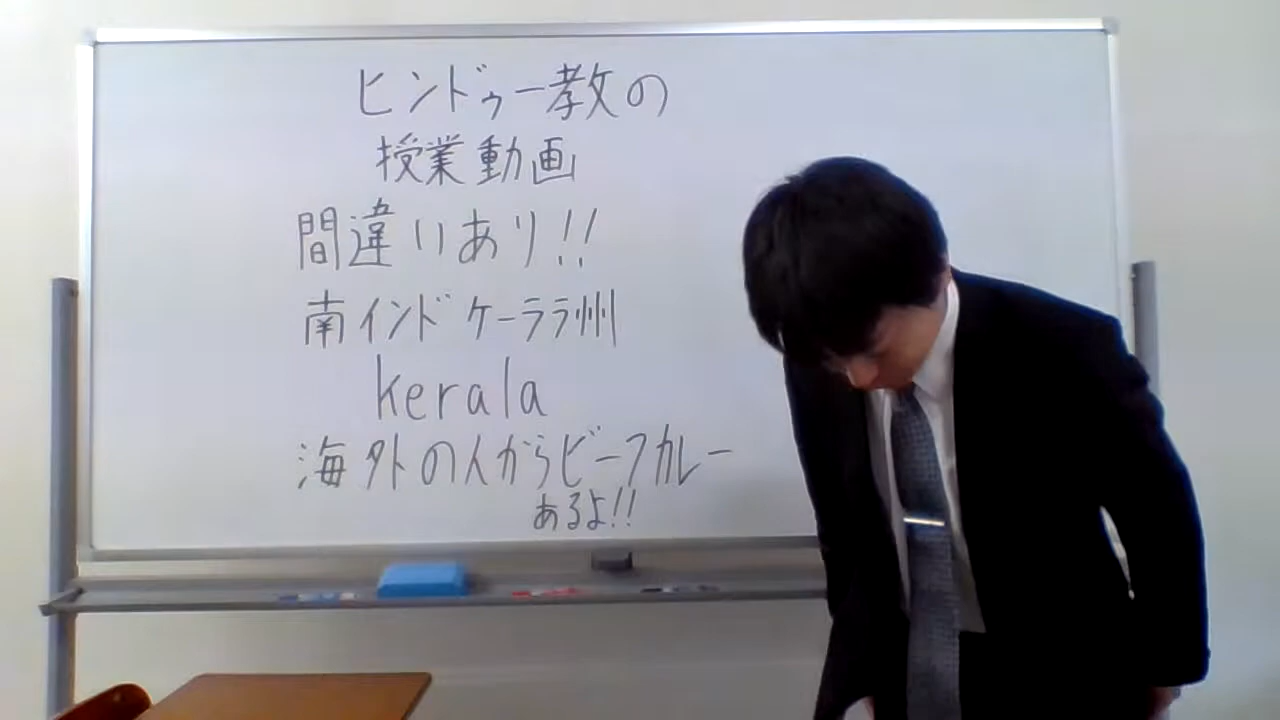 ヒンドゥー教の
授業動画
間違いあり!!
南インド ケーララ州
kerala
海外の人からビーフカレー
あるよ!!